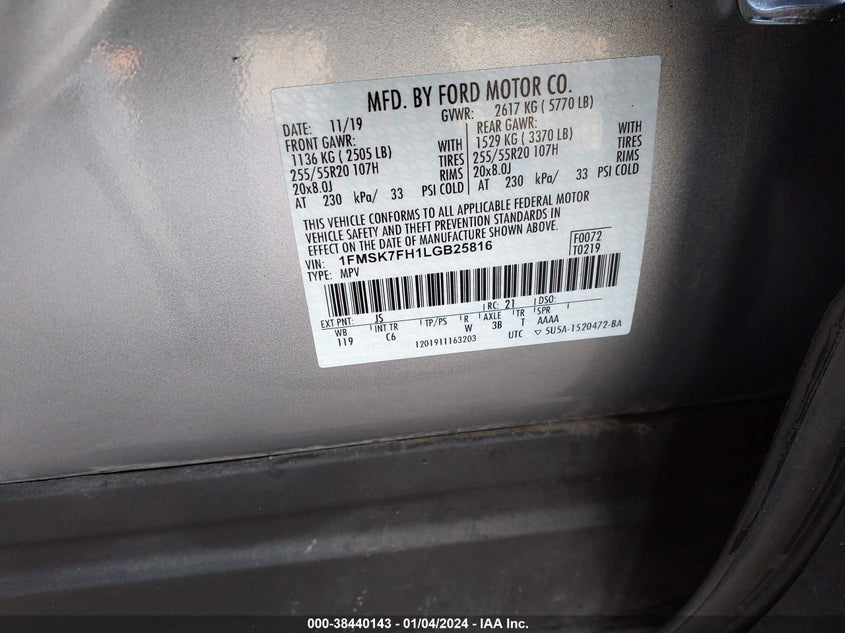 MFD. BY FORD MOTOR CO.
DATE: 11/19 GVWR: 2617 KG ( 5770 LB)
FRONT GAWR: REAR GAWR:
1136 KG ( 2505 LB) WITH 1529 KG ( 3370 LB) WITH
255/55R20 107H TIRES 255/55R20 107H TIRES
20x8.0J RIMS 20x8.0J RIMS
AT 230 kPa/ 33 PSI COLD AT 230 kPa/ 33 PSI COLD
THIS VEHICLE CONFORMS TO ALL APPLICABLE FEDERAL MOTOR
VEHICLE SAFETY AND THEFT PREVENTION STANDARDS IN
EFFECT ON THE DATE OF MANUFACTURE SHOWN ABOVE.
VIN: 1FMSK7FH1LGB25816 F0072
TYPE: MPV T0219
EXT PNT: JS RC: 21 DSO:
WB INT TR TP/PS R AXLE TR SPR
119 C6 W 3B T AAAA
1201911163203 UTC ▽ 5U5A-1520472-BA
000-38440143 - 01/04/2024 - IAA Inc.